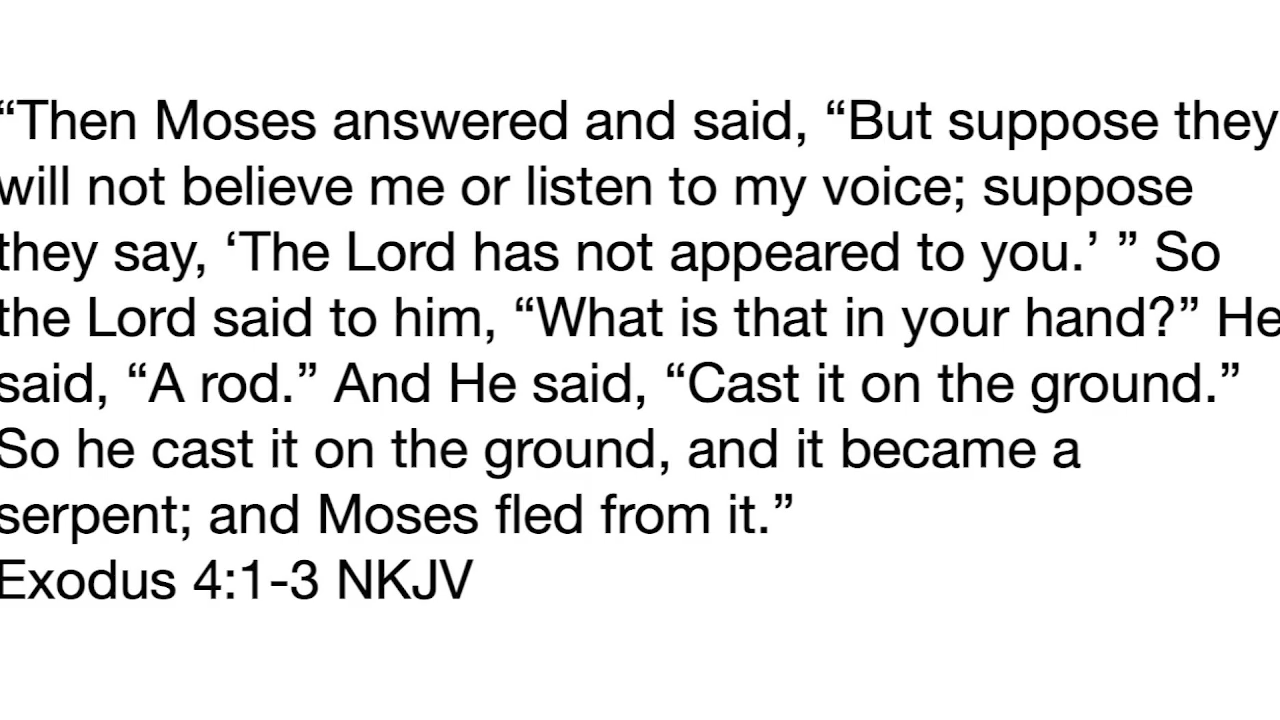 “Then Moses answered and said, “But suppose they
will not believe me or listen to my voice; suppose
they say, ‘The Lord has not appeared to you.’ ” So
the Lord said to him, “What is that in your hand?” He
said, “A rod.” And He said, “Cast it on the ground.”
So he cast it on the ground, and it became a
serpent; and Moses fled from it.”
Exodus 4:1-3 NKJV